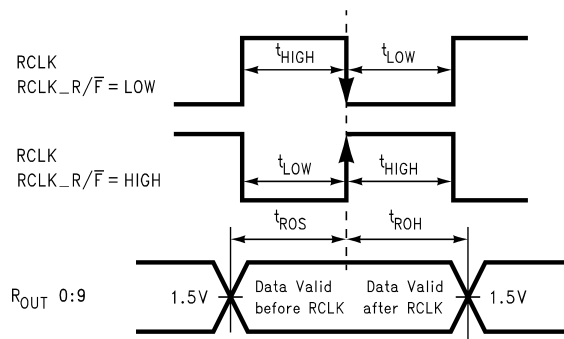 RCLK
RCLK_R/F̅ = LOW
tHIGH
tLOW
RCLK
RCLK_R/F̅ = HIGH
tLOW
tHIGH
tROS
tROH
ROUT 0:9
1.5V
Data Valid
before RCLK
Data Valid
after RCLK
1.5V